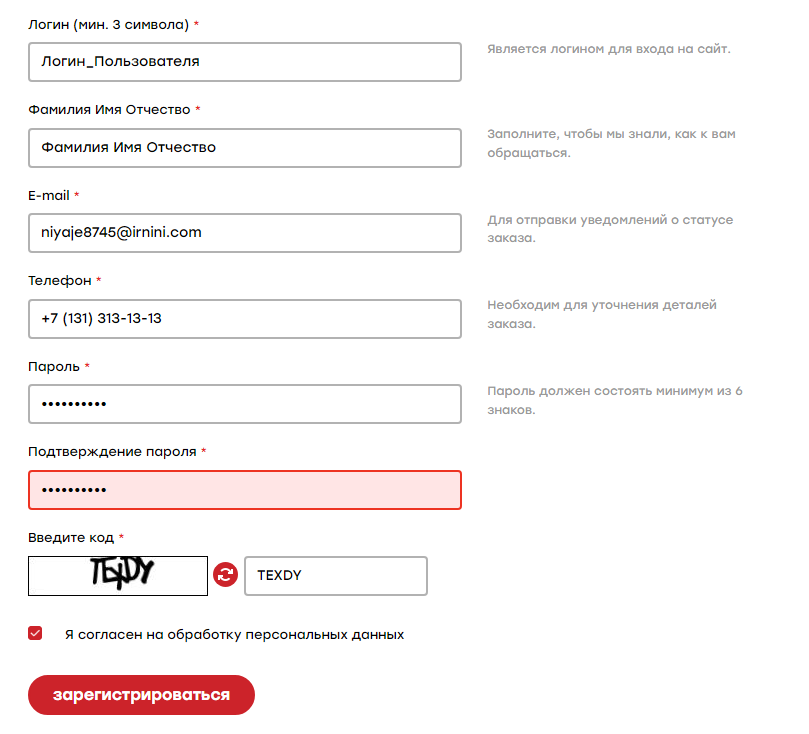 Логин (мин. 3 символа) *
Логин_Пользователя
Является логином для входа на сайт.
Фамилия Имя Отчество *
Фамилия Имя Отчество
Заполните, чтобы мы знали, как к вам
обращаться.
E-mail *
niyaje8745@irnini.com
Для отправки уведомлений о статусе
заказа.
Телефон *
+7 (131) 313-13-13
Необходим для уточнения деталей
заказа.
Пароль *
••••••••••
Пароль должен состоять минимум из 6
знаков.
Подтверждение пароля *
••••••••••
Введите код *
TEXDY
Я согласен на обработку персональных данных
зарегистрироваться